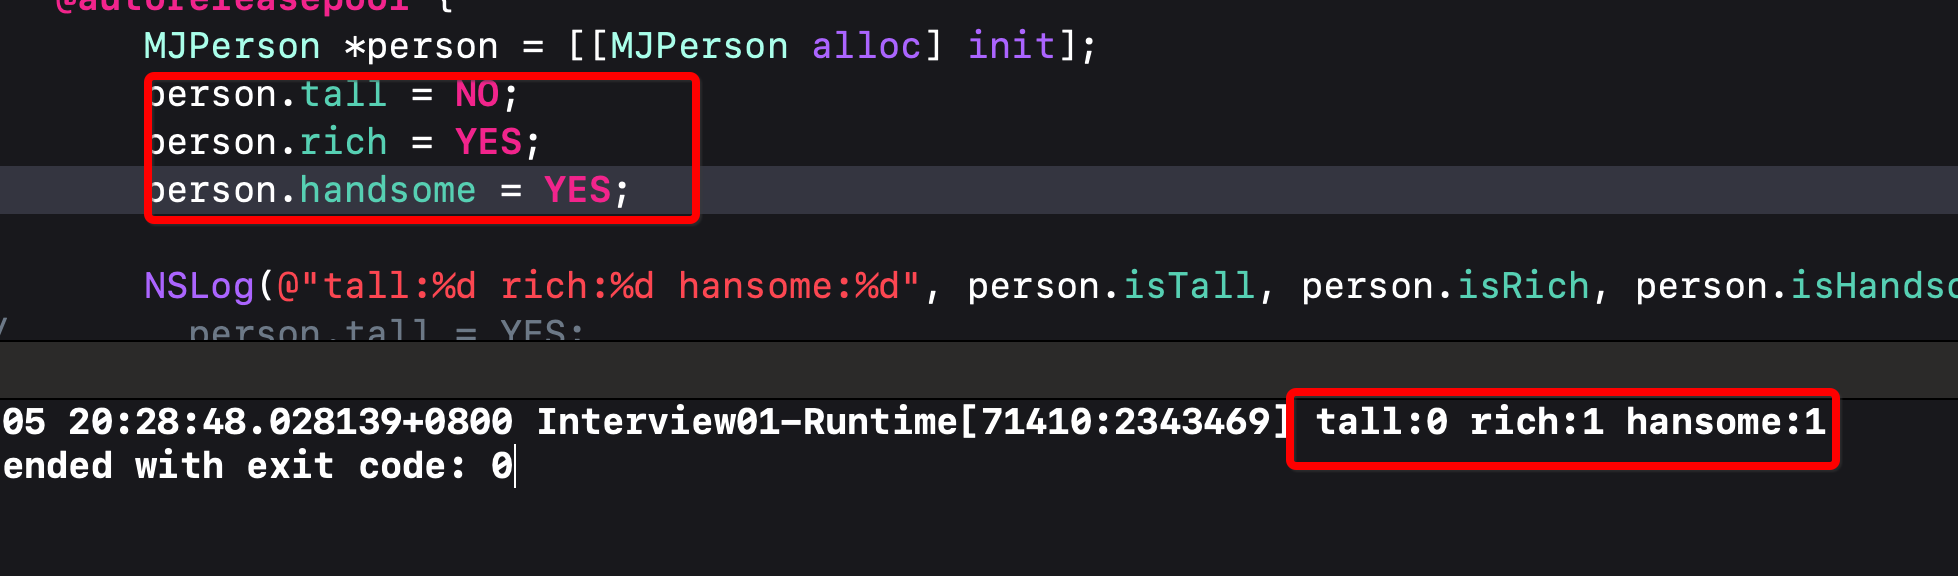 @autoreleasepool {
MJPerson *person = [[MJPerson alloc] init];
person.tall = NO;
person.rich = YES;
person.handsome = YES;
NSLog(@"tall:%d rich:%d hansome:%d", person.isTall, person.isRich, person.isHandso
person.tall = YES;
05 20:28:48.028139+0800 Interview01-Runtime[71410:2343469] tall:0 rich:1 hansome:1
ended with exit code: 0